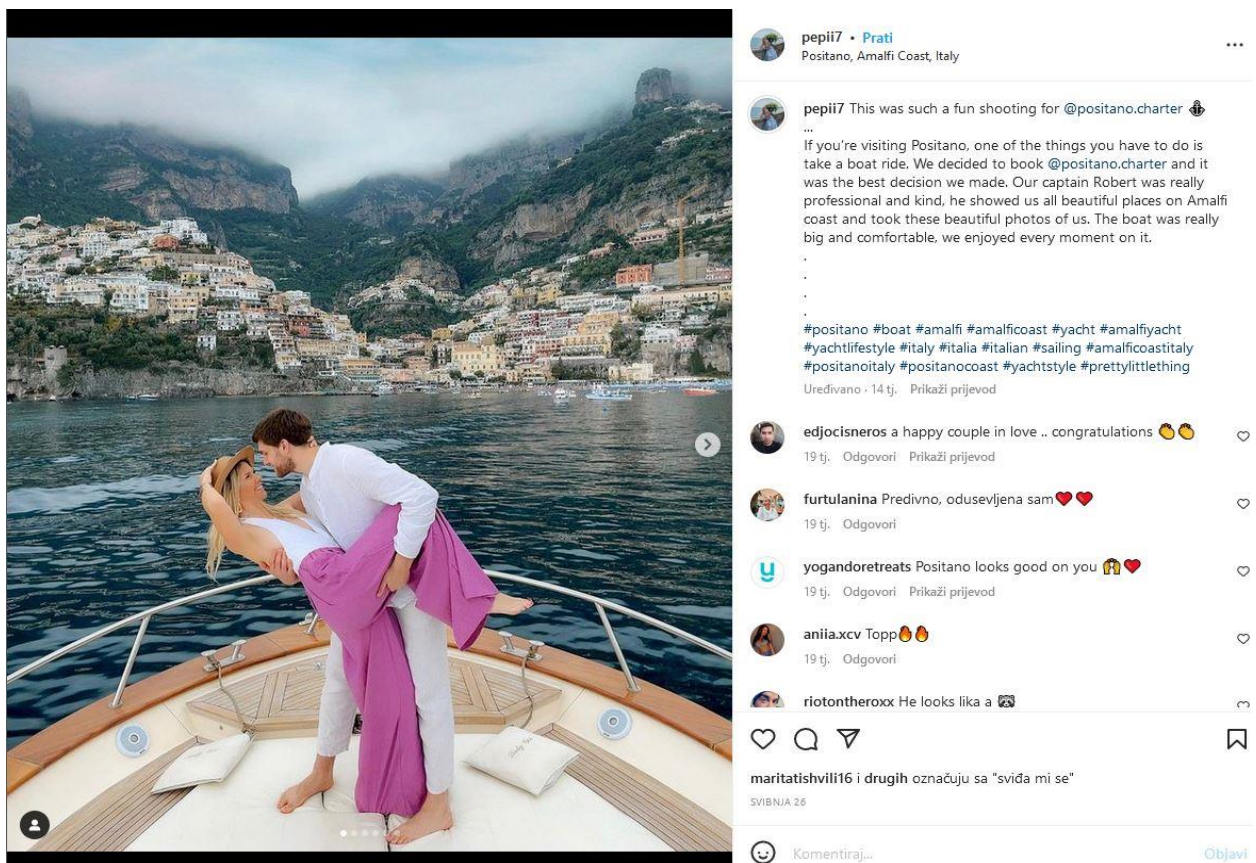 pepii7 • Prati
Positano, Amalfi Coast, Italy
pepii7 This was such a fun shooting for @positano.charter
...
If you're visiting Positano, one of the things you have to do is
take a boat ride. We decided to book @positano.charter and it
was the best decision we made. Our captain Robert was really
professional and kind, he showed us all beautiful places on Amalfi
coast and took these beautiful photos of us. The boat was really
big and comfortable, we enjoyed every moment on it.
.
.
.
.
#positano #boat #amalfi #amalficoast #yacht #amalfiyacht
#yachtlifestyle #italy #italia #italian #sailing #amalficoastitaly
#positanoitaly #positanocoast #yachtstyle #prettylittlething
Uređivano · 14 tj. Prikaži prijevod
edjocisneros a happy couple in love .. congratulations 👏👏
19 tj. Odgovori Prikaži prijevod
furtulanina Predivno, odusevljena sam❤️❤️
19 tj. Odgovori
yogandoretreats Positano looks good on you 🙌❤️
19 tj. Odgovori Prikaži prijevod
aniia.xcv Topp🔥🔥
19 tj. Odgovori
riotontheroxx He looks lika a 🦝
maritatishvili16 i drugih označuju sa "sviđa mi se"
SVIBNJA 26
Komentiraj...
Objavi